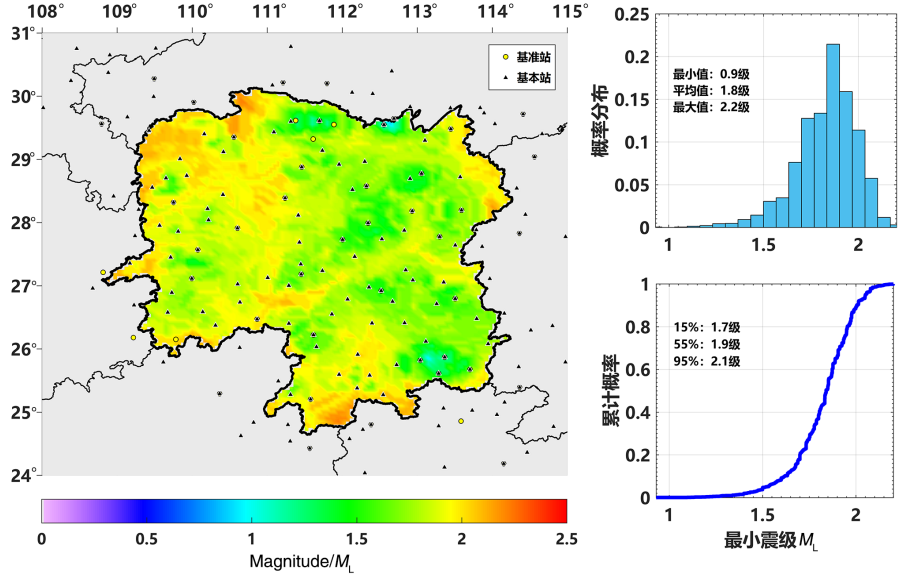 108° 109° 110° 111° 112° 113° 114° 115°
31°
30°
29°
28°
27°
26°
25°
24°
基准站
基本站
0 0.5 1 1.5 2 2.5
Magnitude/ML
0.25
0.2
0.15
0.1
0.05
0
概率分布
最小值：0.9级
平均值：1.8级
最大值：2.2级
1 1.5 2
1
0.8
0.6
0.4
0.2
0
累计概率
15%：1.7级
55%：1.9级
95%：2.1级
1 1.5 2
最小震级ML